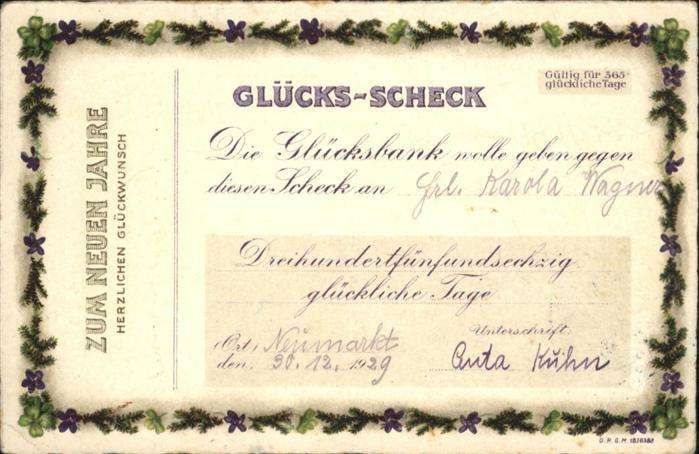 ZUM NEUEN JAHRE
HERZLICHEN GLÜCKWUNSCH
GLÜCKS-SCHECK
Gültig für 365
glückliche Tage
Die Glücksbank wolle geben gegen
diesen Scheck an Frl. Karola Wagner
Dreihundertfünfundsechzig
glückliche Tage
(Ort) Neumarkt
den 30.12.1929
Unterschrift
Kühn